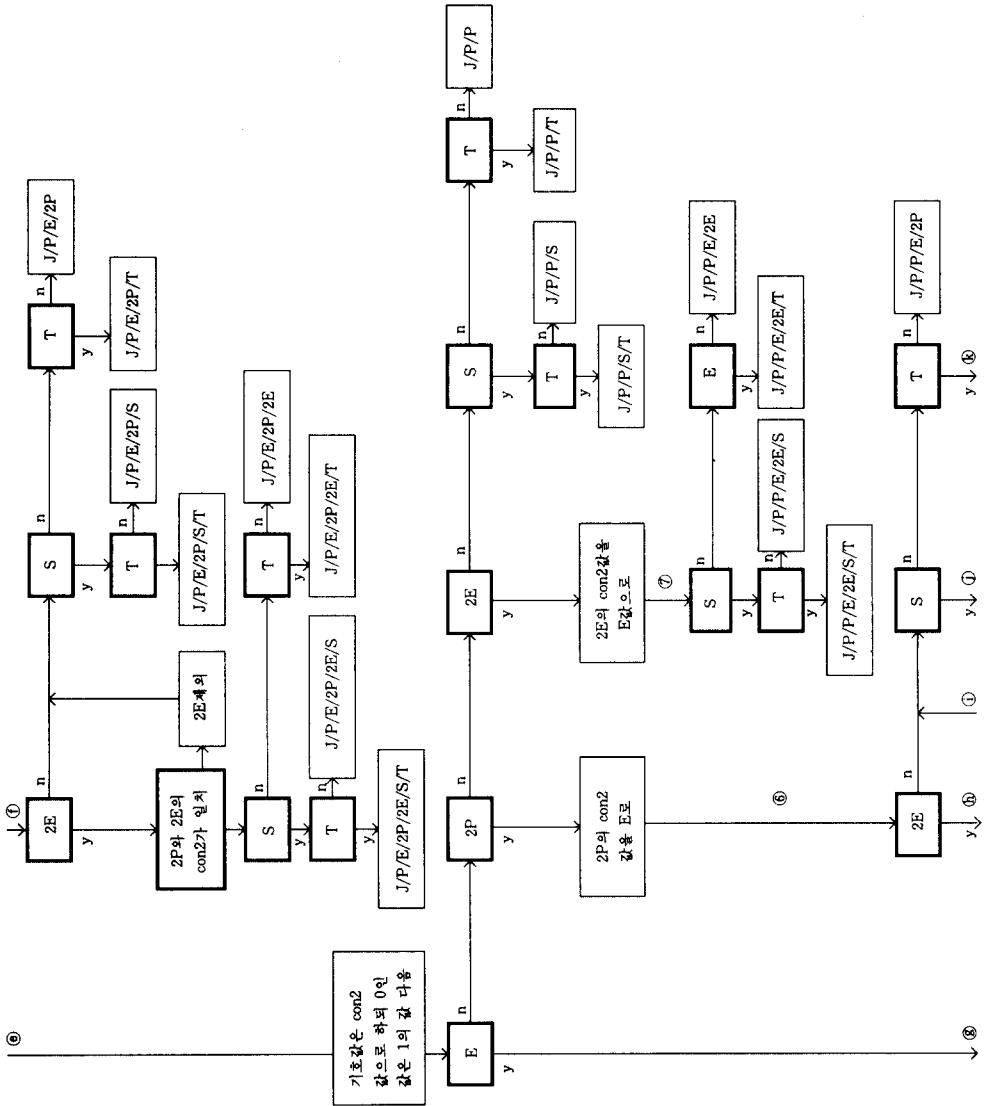 ⓕ
2E
n
y
2P와 2E의
con2가 일치
2E제외
S
n
y
T
n
y
J/P/E/2P
J/P/E/2P/T
T
n
y
J/P/E/2P/S
J/P/E/2P/S/T
S
n
y
T
n
y
J/P/E/2P/2E
J/P/E/2P/2E/T
T
n
y
J/P/E/2P/2E/S
J/P/E/2P/2E/S/T
ⓔ
기호값은 con2
값으로 하되 0인
값은 1의 값 다음
E
n
y
ⓖ
2P
n
y
2E
n
y
S
n
y
T
n
y
J/P/P
J/P/P/T
T
n
y
J/P/P/S
J/P/P/S/T
2E의 con2값을
E값으로
⑦
S
n
y
E
n
y
J/P/P/E/2E
J/P/P/E/2E/T
T
n
y
J/P/P/E/2E/S
J/P/P/E/2E/S/T
2P의 con2
값을 E로
⑥
2E
n
y
ⓗ
ⓘ
S
n
y
ⓙ
T
n
y
ⓚ
J/P/P/E/2P